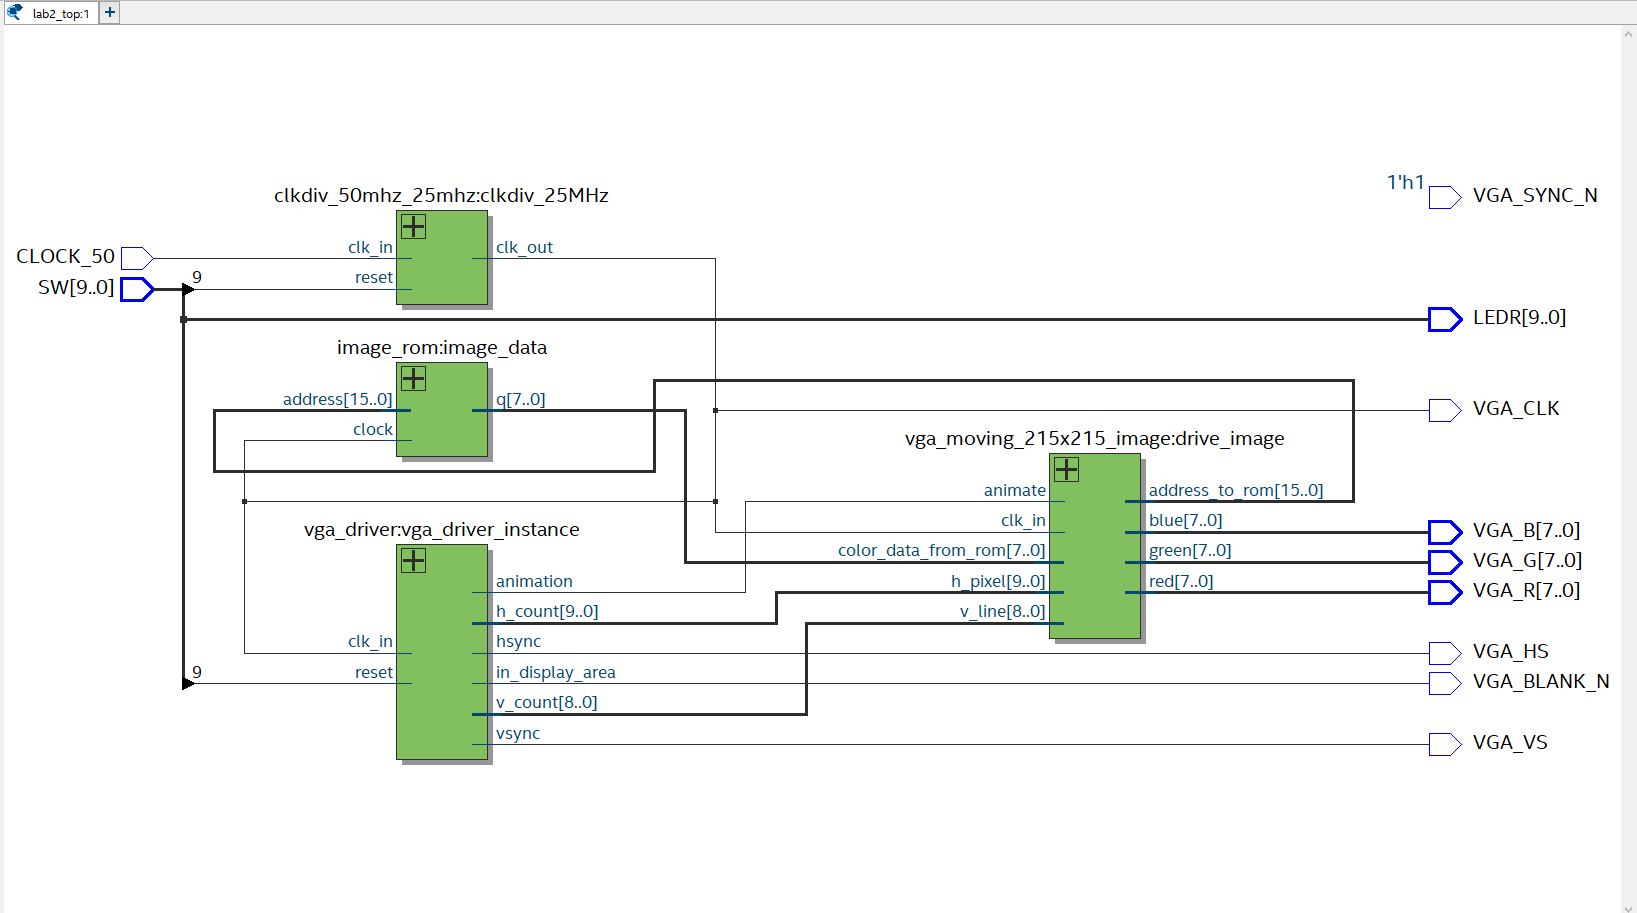 lab2_top:1
1'h1
VGA_SYNC_N
clkdiv_50mhz_25mhz:clkdiv_25MHz
CLOCK_50
clk_in
clk_out
SW[9..0]
9
reset
LEDR[9..0]
image_rom:image_data
address[15..0]
q[7..0]
VGA_CLK
clock
vga_moving_215x215_image:drive_image
animate
address_to_rom[15..0]
clk_in
blue[7..0]
VGA_B[7..0]
vga_driver:vga_driver_instance
color_data_from_rom[7..0]
green[7..0]
VGA_G[7..0]
animation
h_pixel[9..0]
red[7..0]
VGA_R[7..0]
h_count[9..0]
v_line[8..0]
clk_in
hsync
VGA_HS
9
reset
in_display_area
VGA_BLANK_N
v_count[8..0]
vsync
VGA_VS